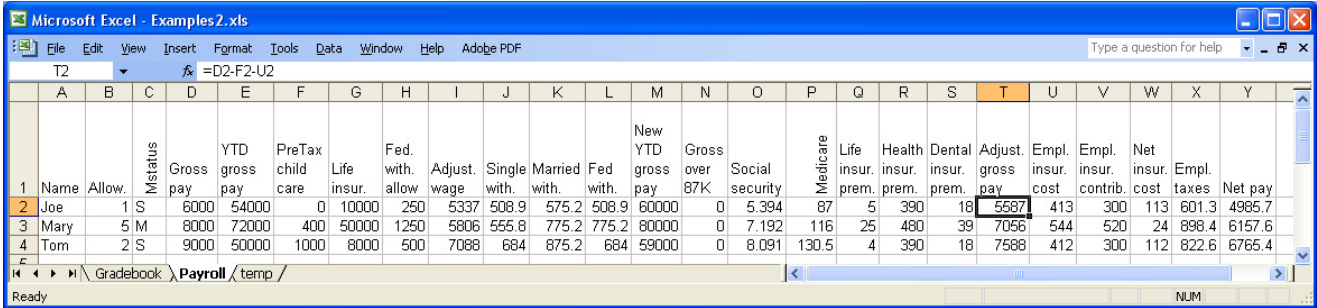 Microsoft Excel - Examples2.xls
File Edit View Insert Format Tools Data Window Help Adobe PDF Type a question for help
T2 fx =D2-F2-U2
A B C D E F G H I J K L M N O P Q R S T U V W X Y
1 Name Allow. Mstatus Gross pay YTD gross pay PreTax child care Life insur. Fed. with. allow Adjust. wage Single with. Married with. Fed with. New YTD gross pay Gross over 87K Social security Medicare Life insur. prem. Health insur. prem. Dental insur. prem. Adjust. gross pay Empl. insur. cost Empl. insur. contrib. Net insur. cost Empl. taxes Net pay
2 Joe 1 S 6000 54000 0 10000 250 5337 508.9 575.2 508.9 60000 0 5.394 87 5 390 18 5587 413 300 113 601.3 4985.7
3 Mary 5 M 8000 72000 400 50000 1250 5806 555.8 775.2 775.2 80000 0 7.192 116 25 480 39 7056 544 520 24 898.4 6157.6
4 Tom 2 S 9000 50000 1000 8000 500 7088 684 875.2 684 59000 0 8.091 130.5 4 390 18 7588 412 300 112 822.6 6765.4
Gradebook Payroll temp
Ready NUM